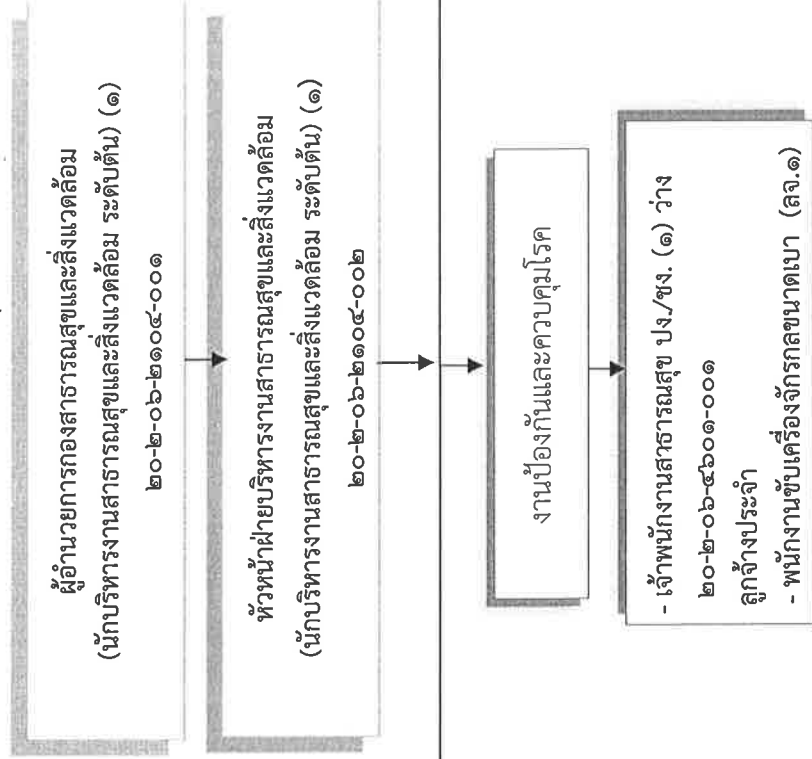 ผู้อำนวยการกองสาธารณสุขและสิ่งแวดล้อม
(นักบริหารงานสาธารณสุขและสิ่งแวดล้อม ระดับต้น) (๑)
๒๐-๒-๐๖-๒๑๐๔-๐๐๑
หัวหน้าฝ่ายบริหารงานสาธารณสุขและสิ่งแวดล้อม
(นักบริหารงานสาธารณสุขและสิ่งแวดล้อม ระดับต้น) (๑)
๒๐-๒-๐๖-๒๑๐๔-๐๐๒
งานป้องกันและควบคุมโรค
- เจ้าพนักงานสาธารณสุข ปง./ชง. (๑) ว่าง
๒๐-๒-๐๖-๔๖๐๑-๐๐๑
ลูกจ้างประจำ
- พนักงานขับเครื่องจักรกลขนาดเบา (ลจ.๑)